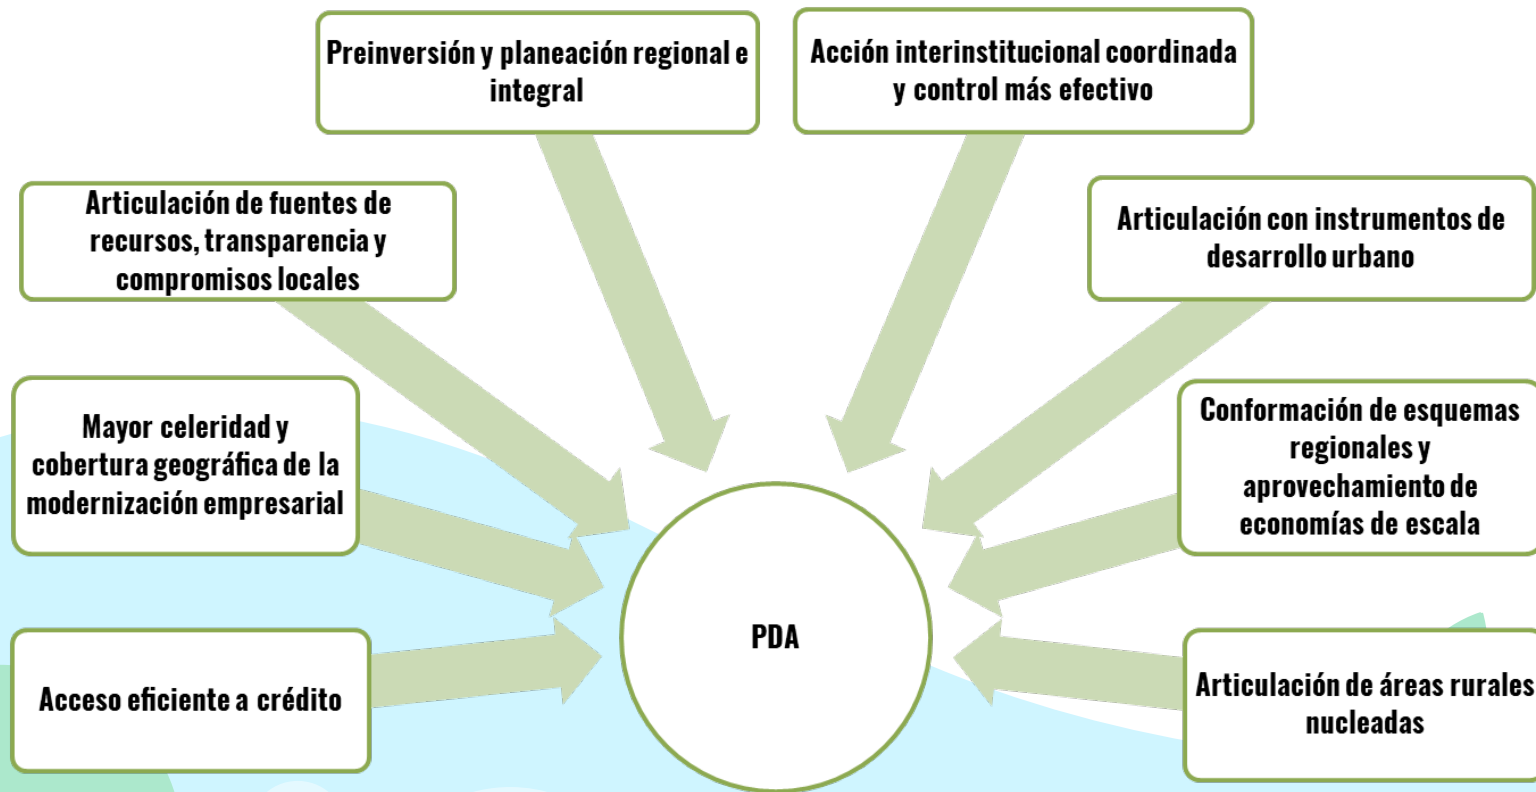 Preinversión y planeación regional e
integral
Acción interinstitucional coordinada
y control más efectivo
Articulación de fuentes de
recursos, transparencia y
compromisos locales
Articulación con instrumentos de
desarrollo urbano
Mayor celeridad y
cobertura geográfica de la
modernización empresarial
Conformación de esquemas
regionales y
aprovechamiento de
economías de escala
PDA
Acceso eficiente a crédito
Articulación de áreas rurales
nucleadas